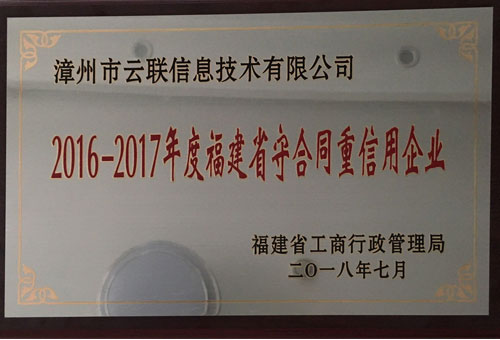 漳州市云联信息技术有限公司
2016-2017年度福建省守合同重信用企业
福建省工商行政管理局
二〇一八年七月